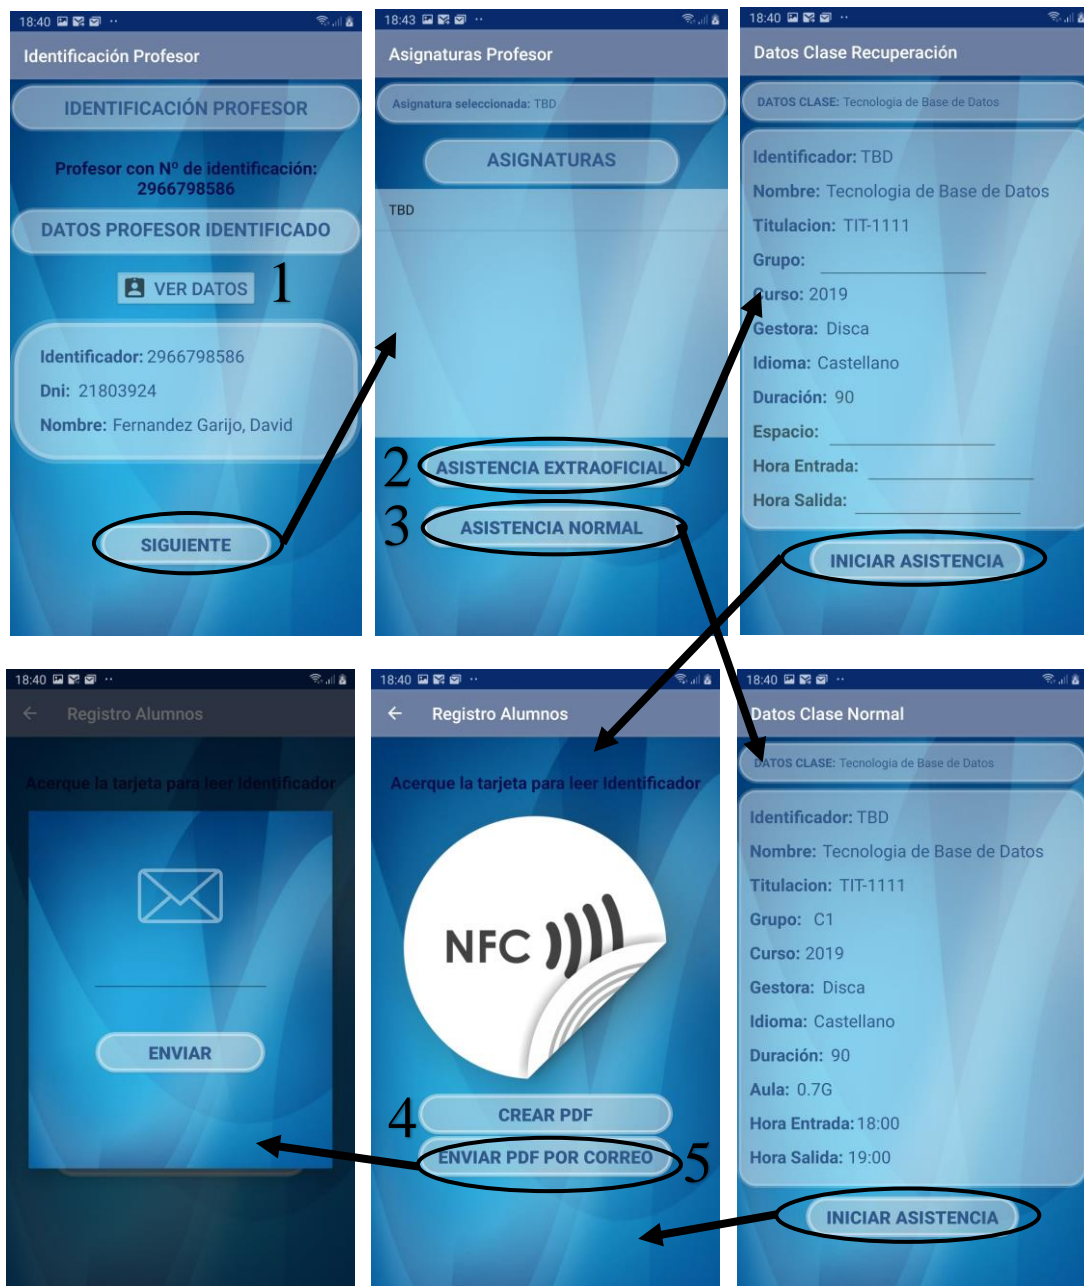 18:40
Identificación Profesor
IDENTIFICACIÓN PROFESOR
Profesor con Nº de identificación:
2966798586
DATOS PROFESOR IDENTIFICADO
VER DATOS 1
Identificador: 2966798586
Dni: 21803924
Nombre: Fernandez Garijo, David
SIGUIENTE
18:43
Asignaturas Profesor
Asignatura seleccionada: TBD
ASIGNATURAS
TBD
2 ASISTENCIA EXTRAOFICIAL
3 ASISTENCIA NORMAL
18:40
Datos Clase Recuperación
DATOS CLASE: Tecnologia de Base de Datos
Identificador: TBD
Nombre: Tecnologia de Base de Datos
Titulacion: TIT-1111
Grupo:
Curso: 2019
Gestora: Disca
Idioma: Castellano
Duración: 90
Espacio:
Hora Entrada:
Hora Salida:
INICIAR ASISTENCIA
18:40
Registro Alumnos
Acerque la tarjeta para leer Identificador
ENVIAR
18:40
Registro Alumnos
Acerque la tarjeta para leer Identificador
NFC
4 CREAR PDF
ENVIAR PDF POR CORREO 5
18:40
Datos Clase Normal
DATOS CLASE: Tecnologia de Base de Datos
Identificador: TBD
Nombre: Tecnologia de Base de Datos
Titulacion: TIT-1111
Grupo: C1
Curso: 2019
Gestora: Disca
Idioma: Castellano
Duración: 90
Aula: 0.7G
Hora Entrada: 18:00
Hora Salida: 19:00
INICIAR ASISTENCIA